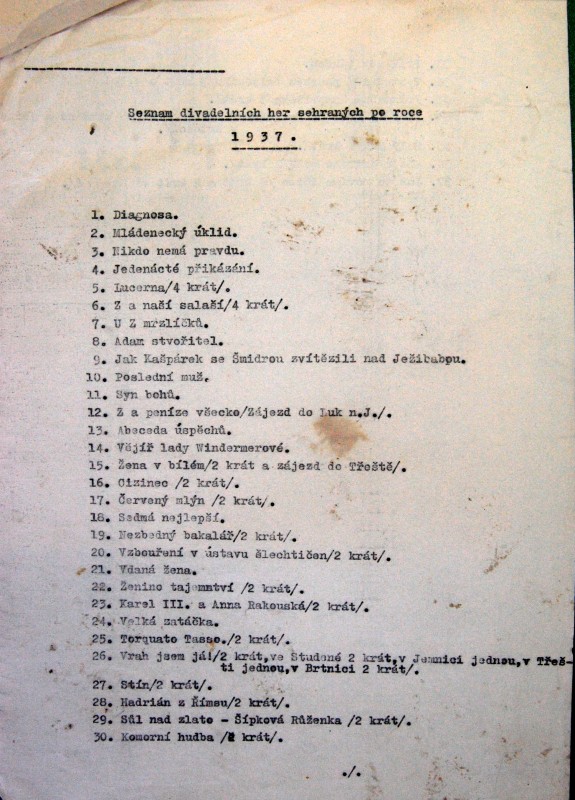 Seznam divadelních her sehraných po roce
1937.
1. Diagnosa.
2. Mládenecký úklid.
3. Nikdo nemá pravdu.
4. Jedenácté přikázání.
5. Lucerna/4 krát/.
6. Z a naší salaší/4 krát/.
7. U Z mrzlíčků.
8. Adam stvořitel.
9. Jak Kašpárek se Šmidrou zvítězili nad Ježibabou.
10. Poslední muž.
11. Syn bohů.
12. Z a peníze všecko/Zájezd do Luk n.J./.
13. Abeceda úspěchů.
14. Vějíř lady Windermerové.
15. Žena v bílém/2 krát a zájezd do Třeště/.
16. Cizinec /2 krát/.
17. Červený mlýn /2 krát/.
18. Sedmá nejlepší.
19. Nezbedný bakalář/2 krát/.
20. Vzbouření v ústavu šlechtičen/2 krát/.
21. Vdaná žena.
22. Ženino tajemství /2 krát/.
23. Karel III. a Anna Rakouská/2 krát/.
24. Velká zatáčka.
25. Torquato Tasso./2 krát/.
26. Vrah jsem já!/2 krát,ve Studené 2 krát,v Jemnici jednou,v Třeš-
ti jednou,v Brtnici 2 krát/.
27. Stín/2 krát/.
28. Hadrián z Římsu/2 krát/.
29. Sůl nad zlato - Šípková Růženka /2 krát/.
30. Komorní hudba /2 krát/.
./.